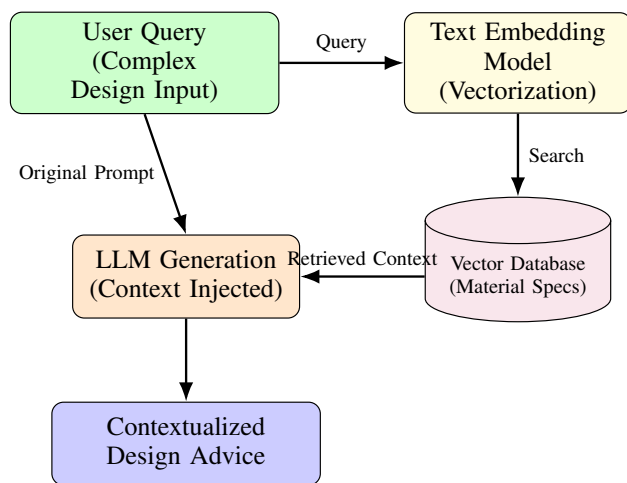 User Query
(Complex
Design Input)
Query
Text Embedding
Model
(Vectorization)
Original Prompt
Search
LLM Generation
(Context Injected)
Retrieved Context
Vector Database
(Material Specs)
Contextualized
Design Advice